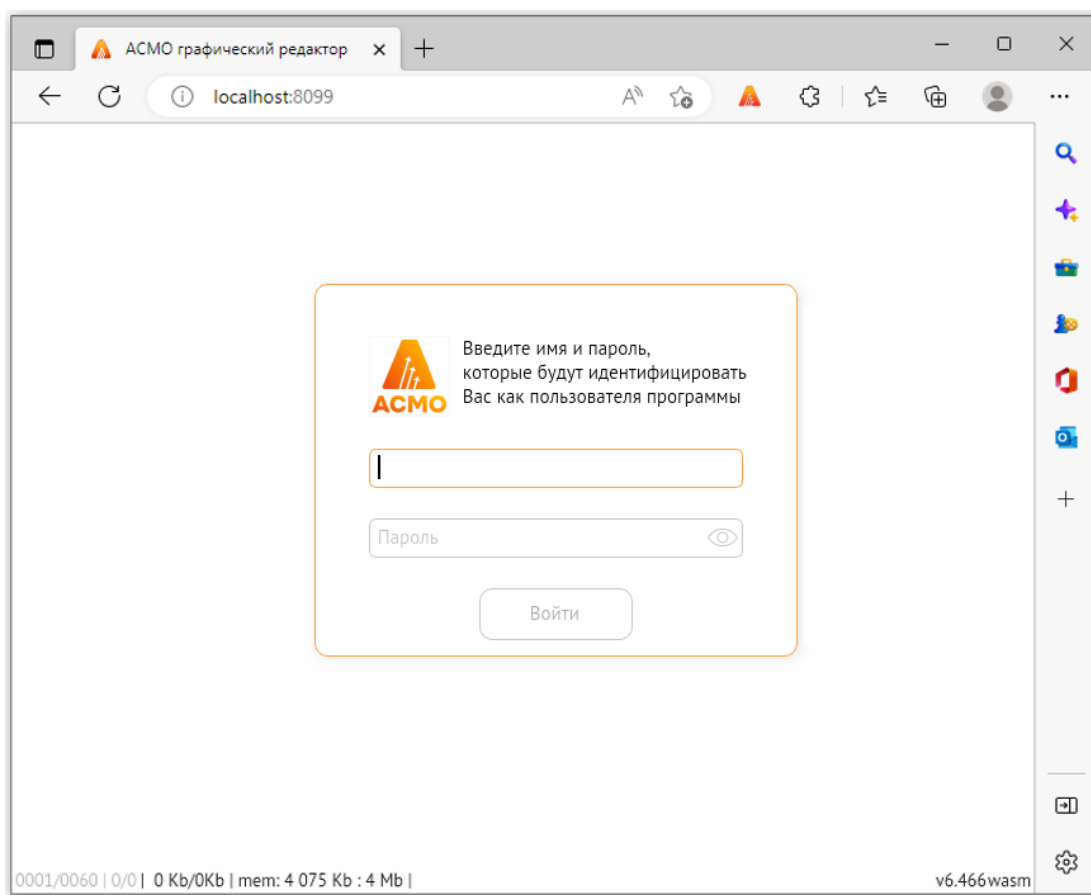 АСМО графический редактор
localhost:8099
Введите имя и пароль,
которые будут идентифицировать
Вас как пользователя программы
АСМО
Пароль
Войти
0001/0060 | 0/0 | 0 Kb/0Kb | mem: 4 075 Kb : 4 Mb |
v6.466wasm